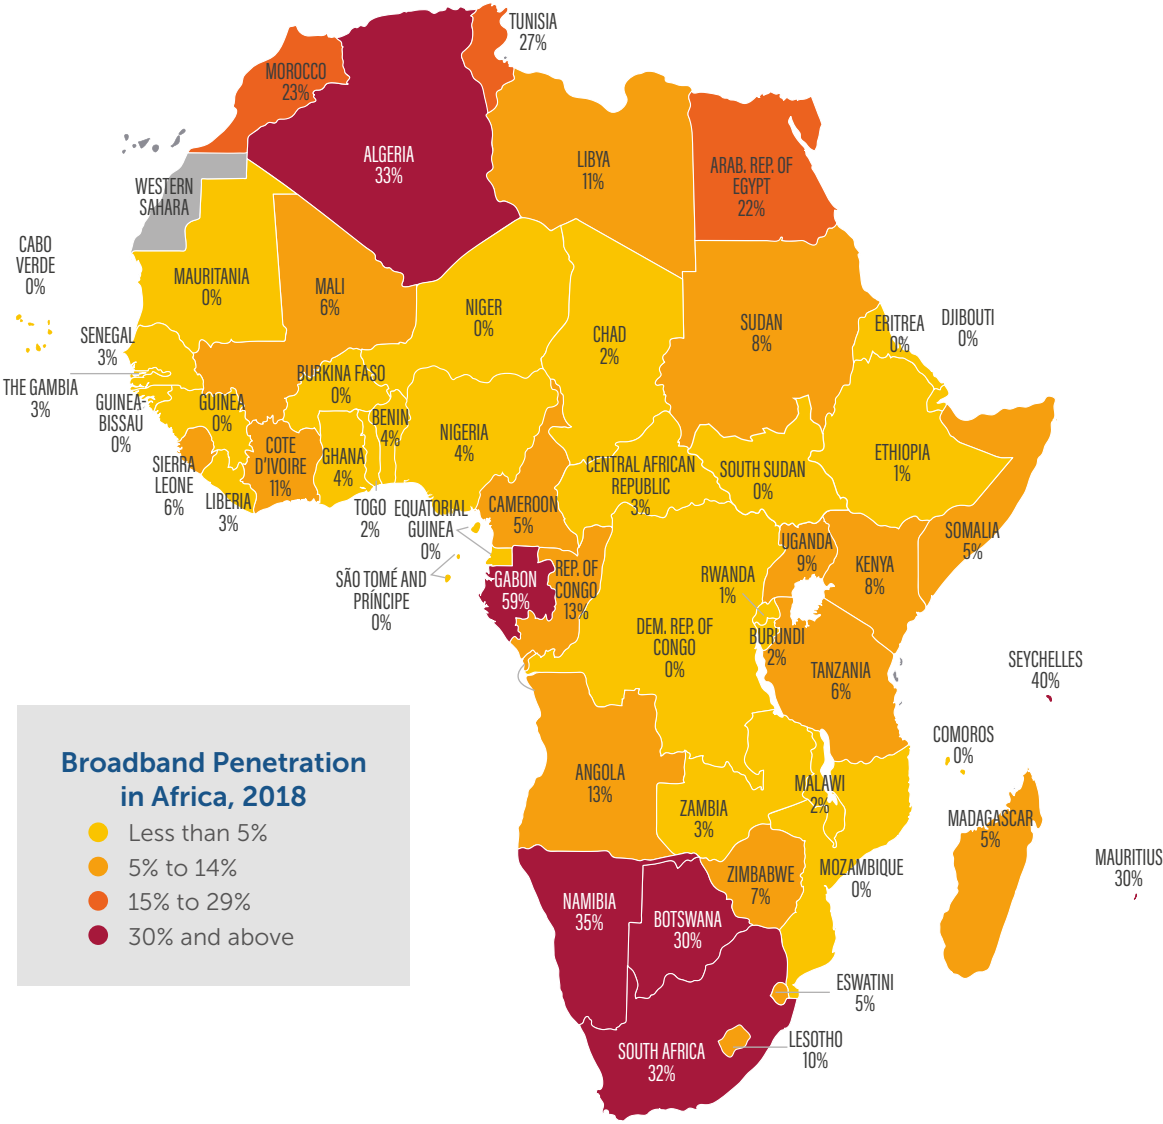 TUNISIA
27%
MOROCCO
23%
ALGERIA
33%
LIBYA
11%
ARAB. REP. OF
EGYPT
22%
WESTERN
SAHARA
CABO
VERDE
0%
MAURITANIA
0%
MALI
6%
NIGER
0%
CHAD
2%
SUDAN
8%
ERITREA
0%
DJIBOUTI
0%
SENEGAL
3%
THE GAMBIA
3%
GUINEA-
BISSAU
0%
GUINEA
0%
BURKINA FASO
0%
BENIN
4%
NIGERIA
4%
SIERRA
LEONE
6%
LIBERIA
3%
COTE
D'IVOIRE
11%
GHANA
4%
TOGO
2%
EQUATORIAL
GUINEA
0%
CAMEROON
5%
CENTRAL AFRICAN
REPUBLIC
3%
SOUTH SUDAN
0%
ETHIOPIA
1%
SOMALIA
5%
SÃO TOMÉ AND
PRÍNCIPE
0%
GABON
59%
REP. OF
CONGO
13%
DEM. REP. OF
CONGO
0%
UGANDA
9%
KENYA
8%
RWANDA
1%
BURUNDI
2%
TANZANIA
6%
SEYCHELLES
40%
COMOROS
0%
ANGOLA
13%
ZAMBIA
3%
MALAWI
2%
MOZAMBIQUE
0%
MADAGASCAR
5%
MAURITIUS
30%
NAMIBIA
35%
BOTSWANA
30%
ZIMBABWE
7%
ESWATINI
5%
LESOTHO
10%
SOUTH AFRICA
32%
Broadband Penetration
in Africa, 2018
Less than 5%
5% to 14%
15% to 29%
30% and above